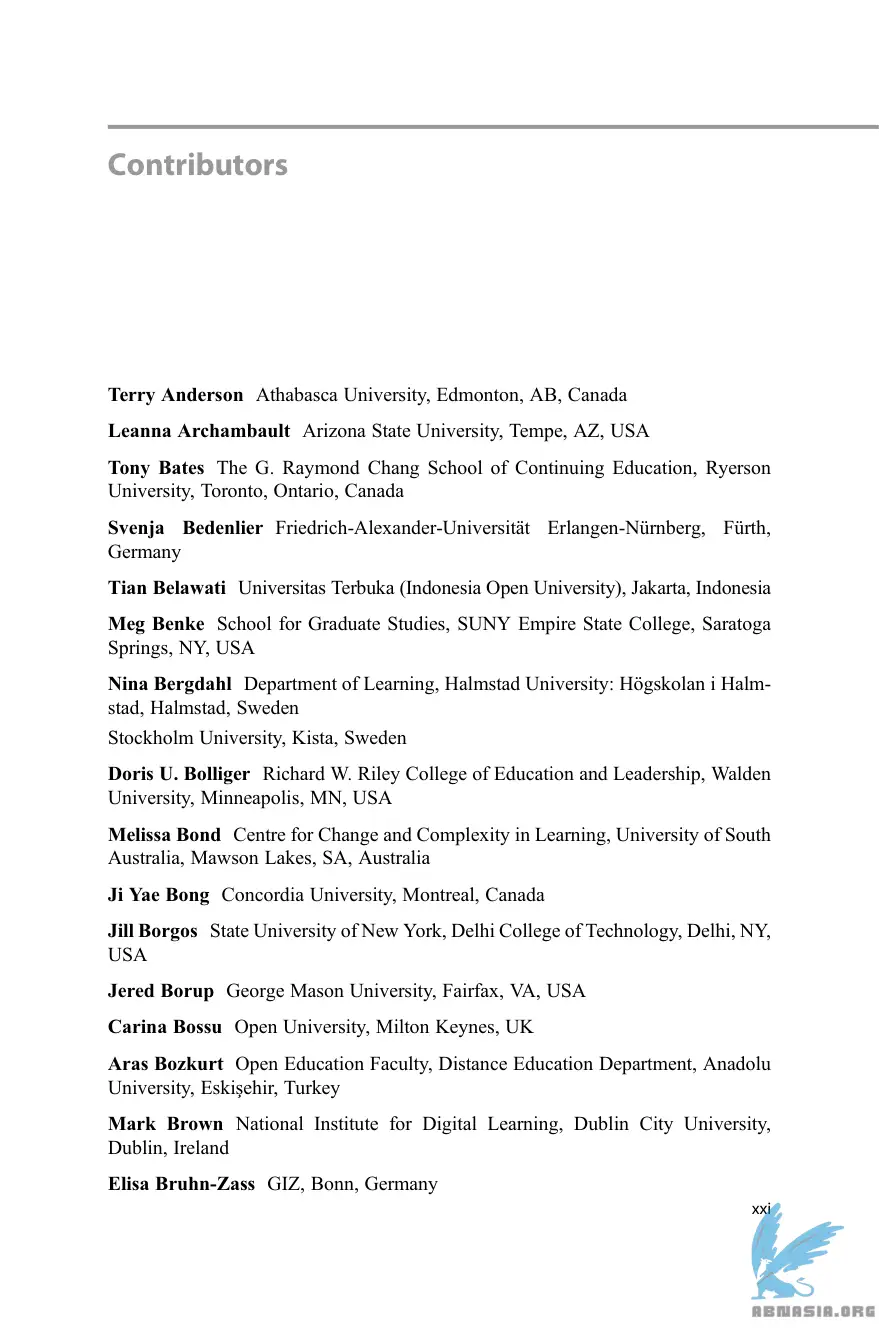 Contributors
Terry Anderson Athabasca University, Edmonton, AB, Canada
Leanna Archambault Arizona State University, Tempe, AZ, USA
Tony Bates The G. Raymond Chang School of Continuing Education, Ryerson
University, Toronto, Ontario, Canada
Svenja Bedenlier Friedrich-Alexander-Universität Erlangen-Nürnberg, Fürth,
Germany
Tian Belawati Universitas Terbuka (Indonesia Open University), Jakarta, Indonesia
Meg Benke School for Graduate Studies, SUNY Empire State College, Saratoga
Springs, NY, USA
Nina Bergdahl Department of Learning, Halmstad University: Högskolan i Halm-
stad, Halmstad, Sweden
Stockholm University, Kista, Sweden
Doris U. Bolliger Richard W. Riley College of Education and Leadership, Walden
University, Minneapolis, MN, USA
Melissa Bond Centre for Change and Complexity in Learning, University of South
Australia, Mawson Lakes, SA, Australia
Ji Yae Bong Concordia University, Montreal, Canada
Jill Borgos State University of New York, Delhi College of Technology, Delhi, NY,
USA
Jered Borup George Mason University, Fairfax, VA, USA
Carina Bossu Open University, Milton Keynes, UK
Aras Bozkurt Open Education Faculty, Distance Education Department, Anadolu
University, Eskişehir, Turkey
Mark Brown National Institute for Digital Learning, Dublin City University,
Dublin, Ireland
Elisa Bruhn-Zass GIZ, Bonn, Germany
xxi
ABNASIA.ORG